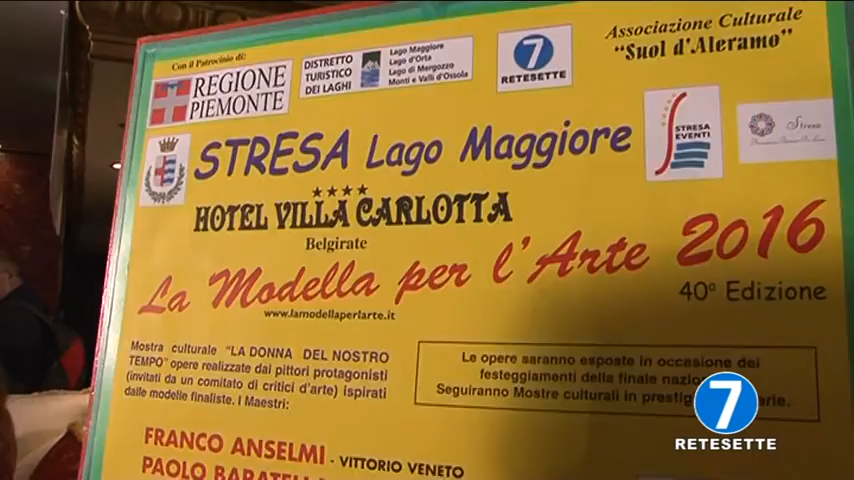 Con il Patrocinio di:
REGIONE
PIEMONTE
DISTRETTO
TURISTICO
DEI LAGHI
Lago Maggiore
Lago d'Orta
Lago di Mergozzo
Monti e Valli d'Ossola
7
RETESETTE
Associazione Culturale
"Suol d'Aleramo"
STRESA Lago Maggiore
STRESA
EVENTI
Stresa
HOTEL VILLA CARLOTTA
Belgirate
La Modella per l'Arte 2016
www.lamodellaperlarte.it
40° Edizione
Mostra culturale "LA DONNA DEL NOSTRO
TEMPO" opere realizzate dai pittori protagonisti
(invitati da un comitato di critici d'arte) ispirati
dalle modelle finaliste. I Maestri:
Le opere saranno esposte in occasione dei
festeggiamenti della finale
Seguiranno Mostre culturali in
FRANCO ANSELMI - VITTORIO VENETO
PAOLO
7
RETESETTE